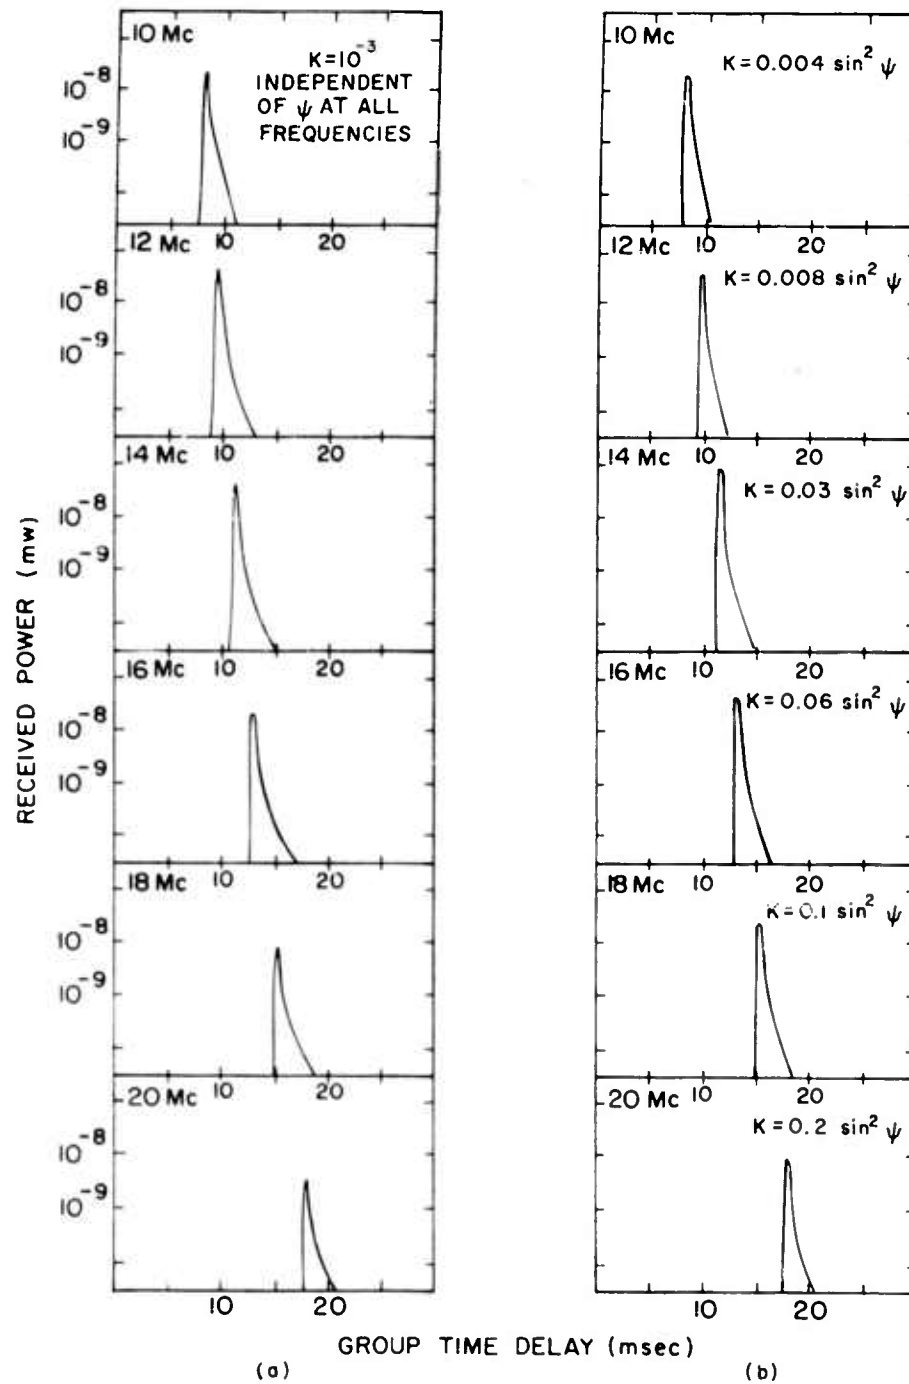 10 Mc
K=10⁻³
INDEPENDENT
OF ψ AT ALL
FREQUENCIES
10⁻⁸
10⁻⁹
10 20
12 Mc
10⁻⁸
10⁻⁹
10 20
14 Mc
10⁻⁸
10⁻⁹
10 20
16 Mc
10⁻⁸
10⁻⁹
10 20
18 Mc
10⁻⁸
10⁻⁹
10 20
20 Mc
10⁻⁸
10⁻⁹
10 20
RECEIVED POWER (mw)
10 Mc
K=0.004 sin² ψ
10 20
12 Mc
K=0.008 sin² ψ
10 20
14 Mc
K=0.03 sin² ψ
10 20
16 Mc
K=0.06 sin² ψ
10 20
18 Mc
K=0.1 sin² ψ
10 20
20 Mc
K=0.2 sin² ψ
10 20
GROUP TIME DELAY (msec)
(a) (b)